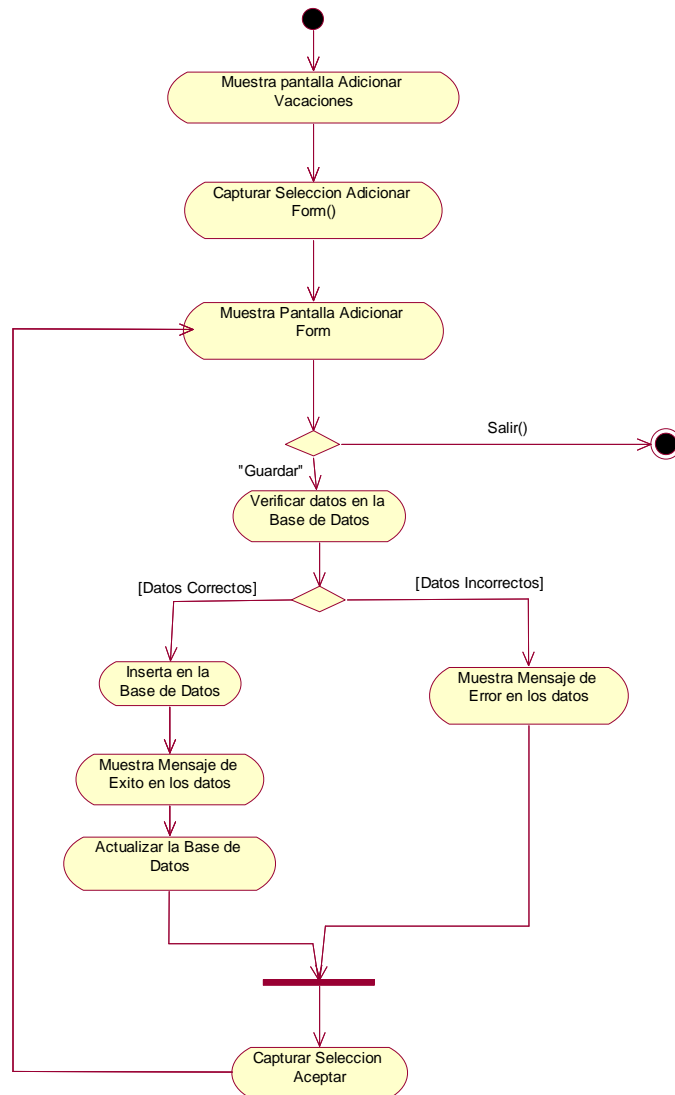 Muestra pantalla Adicionar
Vacaciones
Capturar Seleccion Adicionar
Form()
Muestra Pantalla Adicionar
Form
Salir()
"Guardar"
Verificar datos en la
Base de Datos
[Datos Correctos]
[Datos Incorrectos]
Inserta en la
Base de Datos
Muestra Mensaje de
Error en los datos
Muestra Mensaje de
Exito en los datos
Actualizar la Base de
Datos
Capturar Seleccion
Aceptar